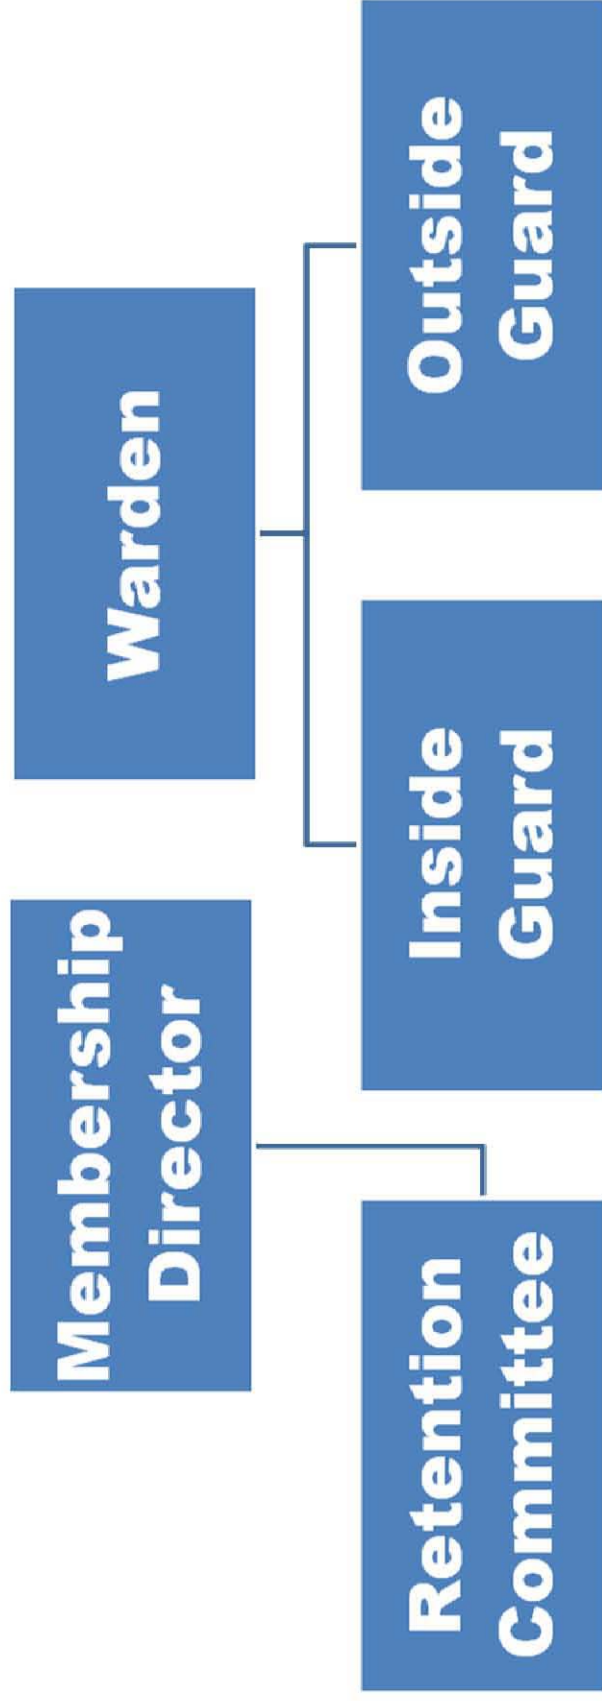 Membership
Director
Warden
Retention
Committee
Inside
Guard
Outside
Guard